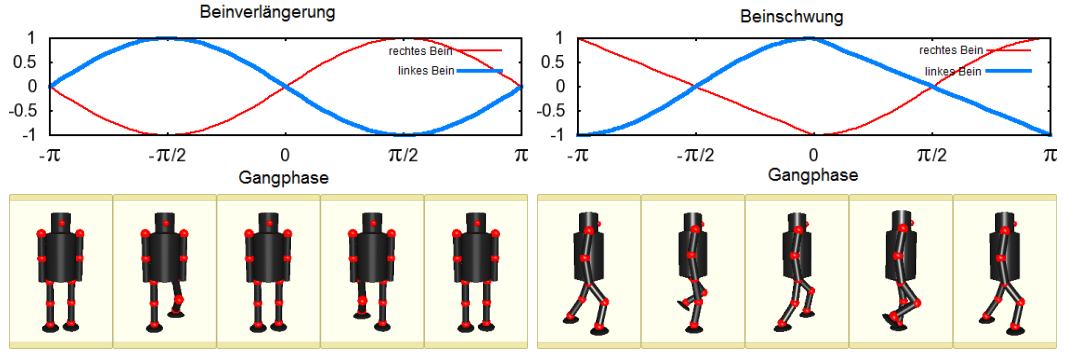 Beinverlängerung
1
0.5
0
-0.5
-1
rechtes Bein
linkes Bein
-π
-π/2
0
π/2
π
Gangphase
Beinschwung
1
0.5
0
-0.5
-1
rechtes Bein
linkes Bein
-π
-π/2
0
π/2
π
Gangphase